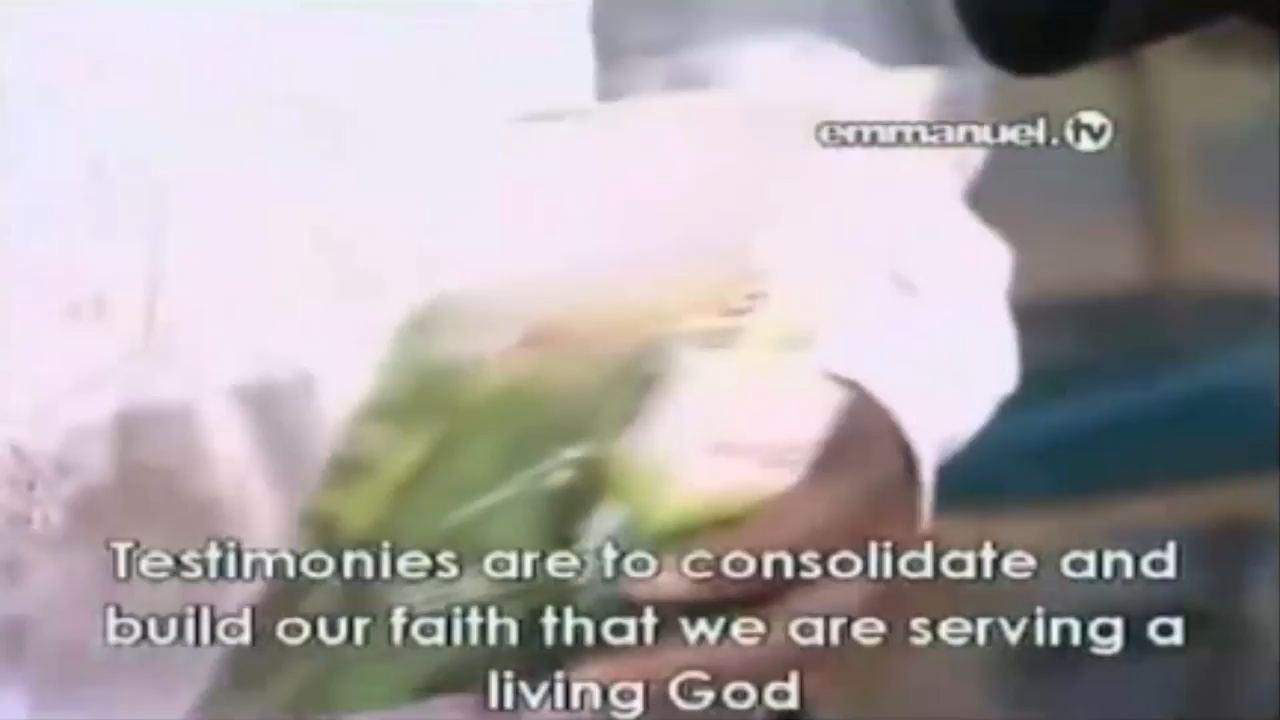 emmanuel.tv
Testimonies are to consolidate and
build our faith that we are serving a
living God